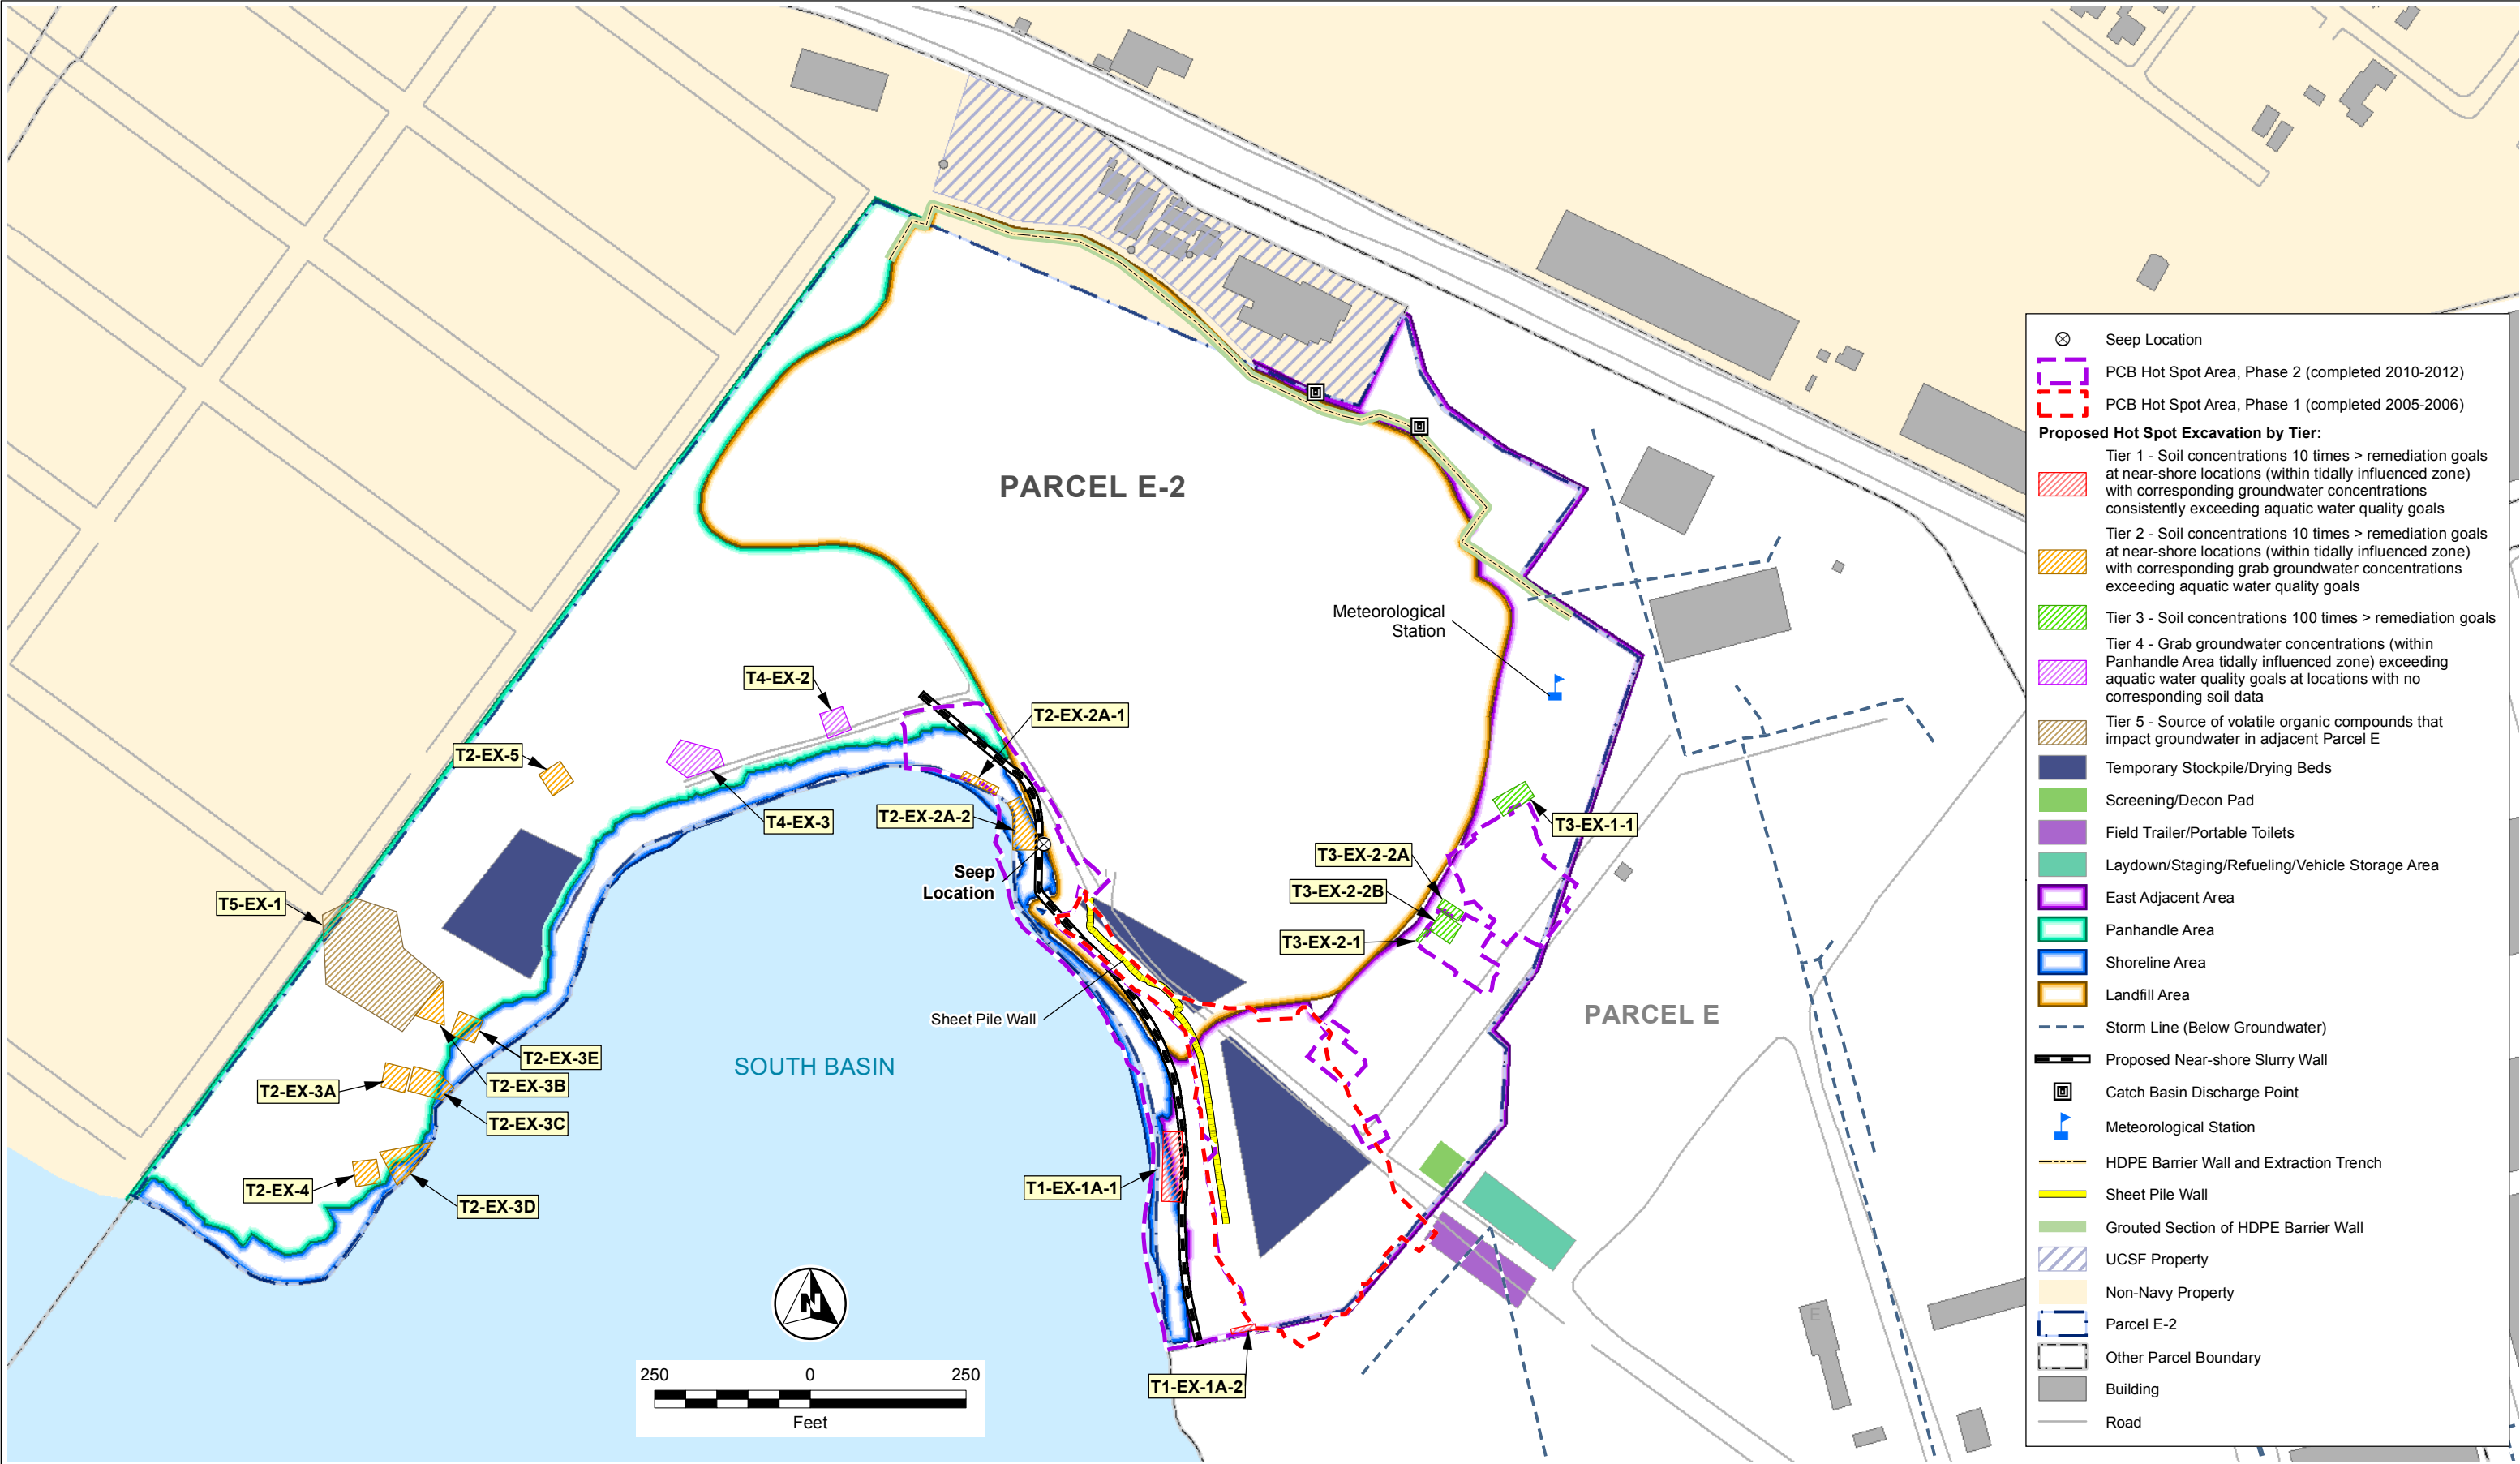 PARCEL E-2
Meteorological
Station
T4-EX-2
T2-EX-2A-1
T2-EX-5
T4-EX-3
T2-EX-2A-2
T3-EX-1-1
T3-EX-2-2A
T3-EX-2-2B
T3-EX-2-1
Seep
Location
T5-EX-1
Sheet Pile Wall
PARCEL E
SOUTH BASIN
T2-EX-3E
T2-EX-3B
T2-EX-3A
T2-EX-3C
T2-EX-4
T2-EX-3D
T1-EX-1A-1
T1-EX-1A-2
N
E
250 0 250
Feet
Seep Location
PCB Hot Spot Area, Phase 2 (completed 2010-2012)
PCB Hot Spot Area, Phase 1 (completed 2005-2006)
Proposed Hot Spot Excavation by Tier:
Tier 1 - Soil concentrations 10 times > remediation goals
at near-shore locations (within tidally influenced zone)
with corresponding groundwater concentrations
consistently exceeding aquatic water quality goals
Tier 2 - Soil concentrations 10 times > remediation goals
at near-shore locations (within tidally influenced zone)
with corresponding grab groundwater concentrations
exceeding aquatic water quality goals
Tier 3 - Soil concentrations 100 times > remediation goals
Tier 4 - Grab groundwater concentrations (within
Panhandle Area tidally influenced zone) exceeding
aquatic water quality goals at locations with no
corresponding soil data
Tier 5 - Source of volatile organic compounds that
impact groundwater in adjacent Parcel E
Temporary Stockpile/Drying Beds
Screening/Decon Pad
Field Trailer/Portable Toilets
Laydown/Staging/Refueling/Vehicle Storage Area
East Adjacent Area
Panhandle Area
Shoreline Area
Landfill Area
Storm Line (Below Groundwater)
Proposed Near-shore Slurry Wall
Catch Basin Discharge Point
Meteorological Station
HDPE Barrier Wall and Extraction Trench
Sheet Pile Wall
Grouted Section of HDPE Barrier Wall
UCSF Property
Non-Navy Property
Parcel E-2
Other Parcel Boundary
Building
Road